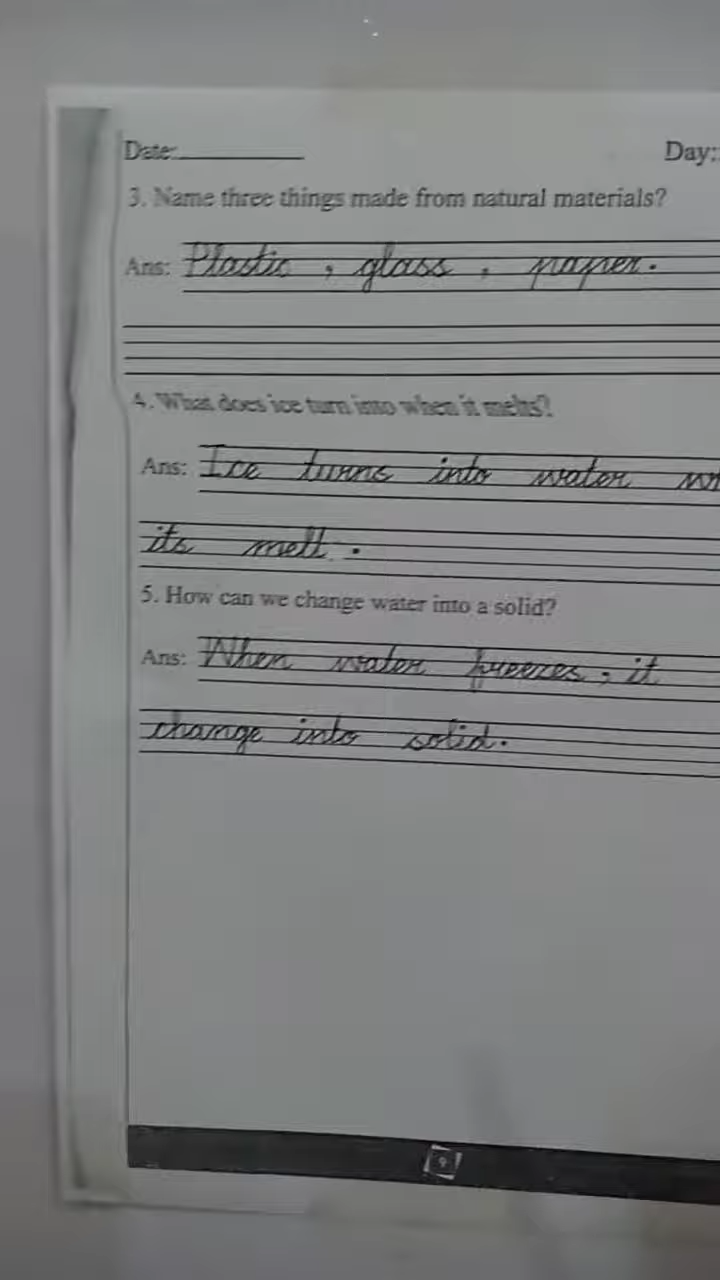 Date:
Day:
3. Name three things made from natural materials?
Ans: Plastic , glass , paper.
4. What does ice turn into when it melts?
Ans: Ice turns into water
its melt .
5. How can we change water into a solid?
Ans: When water freezes, it
change into solid.
9